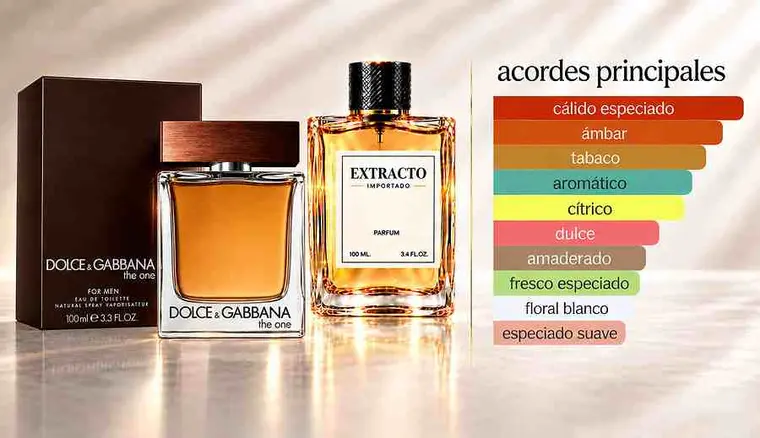 DOLCE & GABBANA
the one
FOR MEN
EAU DE TOILETTE
NATURAL SPRAY VAPORISATEUR
100ml e 3.3 FL.OZ.
DOLCE & GABBANA
the one
EXTRACTO
IMPORTADO
PARFUM
100 ML. 3.4 FL.OZ.
acordes principales
cálido especiado
ámbar
tabaco
aromático
cítrico
dulce
amaderado
fresco especiado
floral blanco
especiado suave